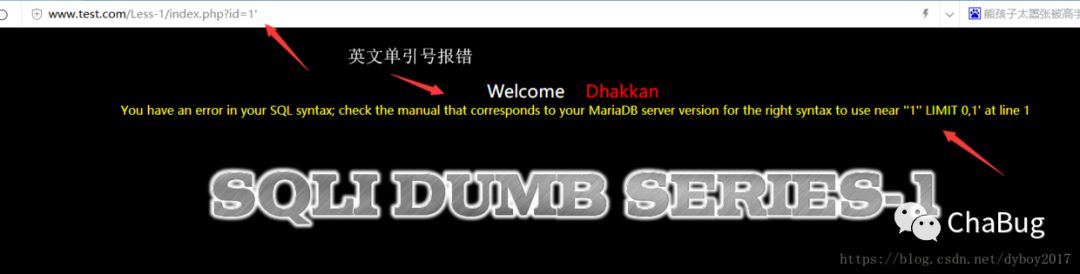 www.test.com/Less-1/index.php?id=1'
熊孩子太嚣张被高手
英文单引号报错
Welcome Dhakkan
You have an error in your SQL syntax; check the manual that corresponds to your MariaDB server version for the right syntax to use near ''1'' LIMIT 0,1' at line 1
SQLI DUMB SERIES-1
ChaBug
https://blog.csdn.net/dyboy2017